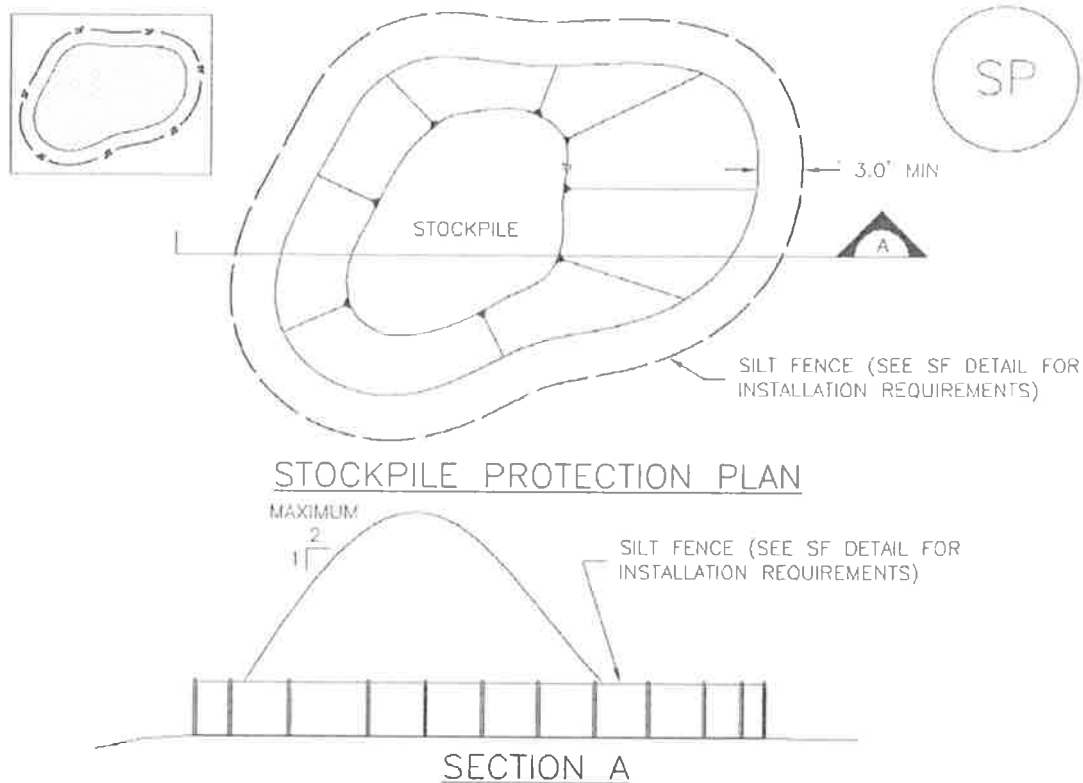 SP
3.0" MIN
STOCKPILE
A
SILT FENCE (SEE SF DETAIL FOR
INSTALLATION REQUIREMENTS)
STOCKPILE PROTECTION PLAN
MAXIMUM
2
1
SILT FENCE (SEE SF DETAIL FOR
INSTALLATION REQUIREMENTS)
SECTION A